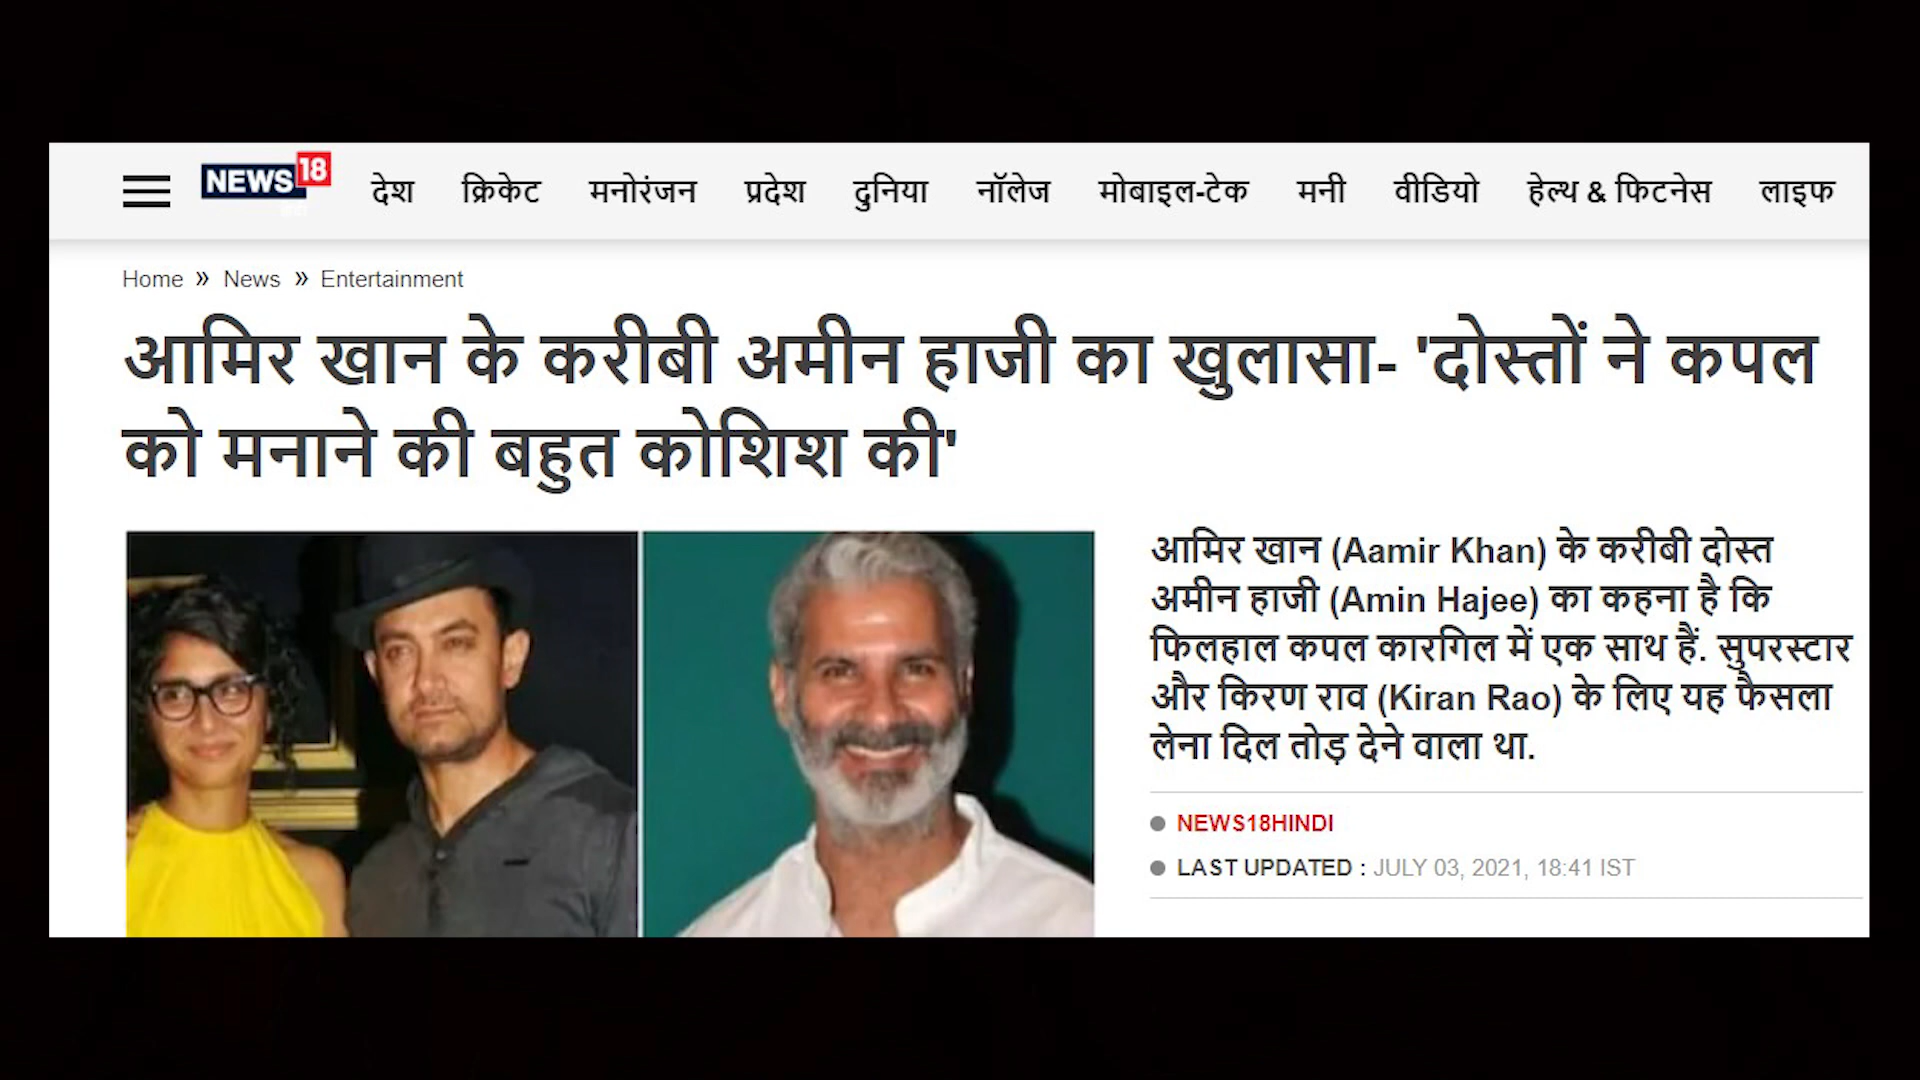 NEWS18
देश क्रिकेट मनोरंजन प्रदेश दुनिया नॉलेज मोबाइल-टेक मनी वीडियो हेल्थ & फिटनेस लाइफ
Home » News » Entertainment
आमिर खान के करीबी अमीन हाजी का खुलासा- 'दोस्तों ने कपल
को मनाने की बहुत कोशिश की'
आमिर खान (Aamir Khan) के करीबी दोस्त
अमीन हाजी (Amin Hajee) का कहना है कि
फिलहाल कपल कारगिल में एक साथ हैं. सुपरस्टार
और किरण राव (Kiran Rao) के लिए यह फैसला
लेना दिल तोड़ देने वाला था.
NEWS18HINDI
LAST UPDATED : JULY 03, 2021, 18:41 IST